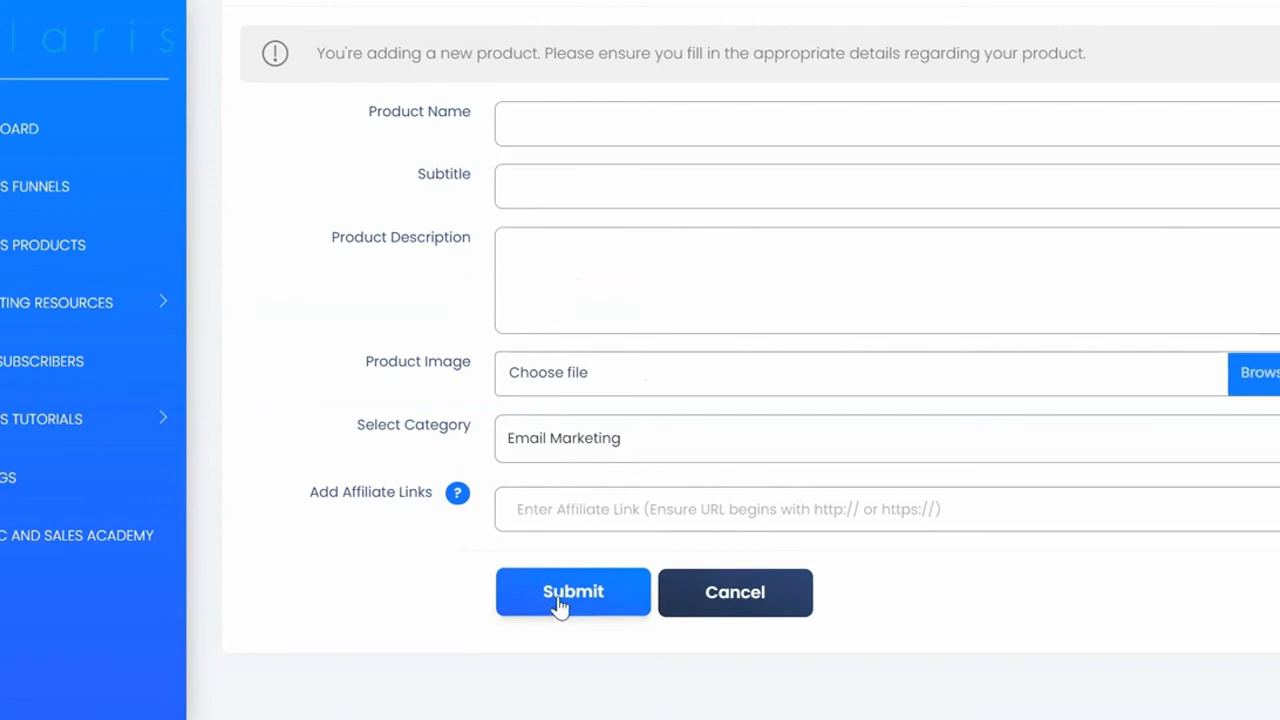 laris
You're adding a new product. Please ensure you fill in the appropriate details regarding your product.
OARD
S FUNNELS
S PRODUCTS
TING RESOURCES
SUBSCRIBERS
S TUTORIALS
GS
C AND SALES ACADEMY
Product Name
Subtitle
Product Description
Product Image
Choose file
Brows
Select Category
Email Marketing
Add Affiliate Links ?
Enter Affiliate Link (Ensure URL begins with http:// or https://)
Submit
Cancel